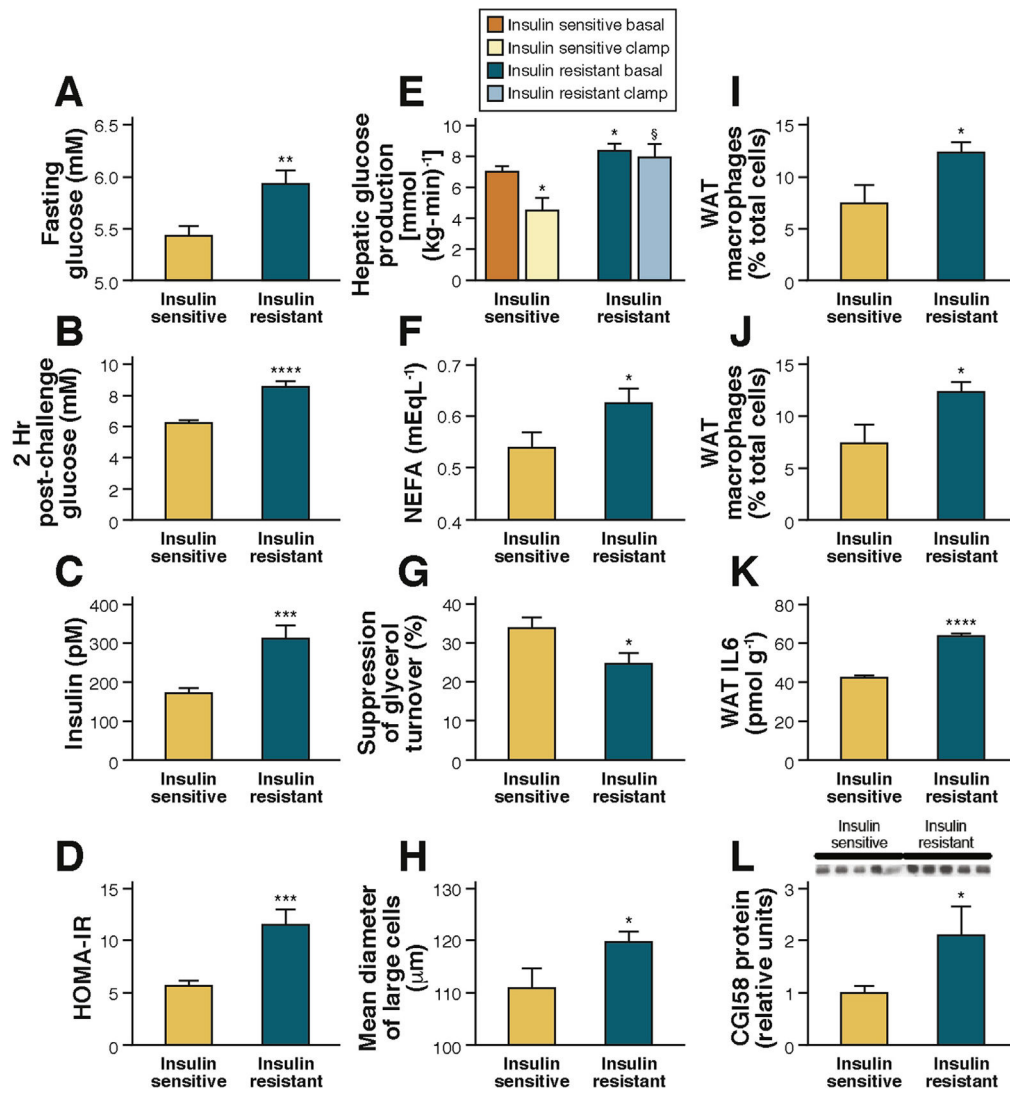 Insulin sensitive basal
Insulin sensitive clamp
Insulin resistant basal
Insulin resistant clamp
A
Fasting
glucose (mM)
6.5
6.0
5.5
5.0
**
Insulin
sensitive
Insulin
resistant
E
Hepatic glucose
production
[mmol
(kg-min)-1]
10
8
6
4
2
0
*
*
§
Insulin
sensitive
Insulin
resistant
I
WAT
macrophages
(% total cells)
15
10
5
0
*
Insulin
sensitive
Insulin
resistant
B
2 Hr
post-challenge
glucose (mM)
10
8
6
4
2
0
****
Insulin
sensitive
Insulin
resistant
F
NEFA (mEqL-1)
0.7
0.6
0.5
0.4
*
Insulin
sensitive
Insulin
resistant
J
WAT
macrophages
(% total cells)
15
10
5
0
*
Insulin
sensitive
Insulin
resistant
C
Insulin (pM)
400
300
200
100
0
***
Insulin
sensitive
Insulin
resistant
G
Suppression
of glycerol
turnover (%)
40
30
20
10
0
*
Insulin
sensitive
Insulin
resistant
K
WAT IL6
(pmol g-1)
80
60
40
20
0
****
Insulin
sensitive
Insulin
resistant
D
HOMA-IR
15
10
5
0
***
Insulin
sensitive
Insulin
resistant
H
Mean diameter
of large cells
(μm)
130
120
110
100
*
Insulin
sensitive
Insulin
resistant
L
Insulin
sensitive
Insulin
resistant
CGI58 protein
(relative units)
3
2
1
0
*
Insulin
sensitive
Insulin
resistant